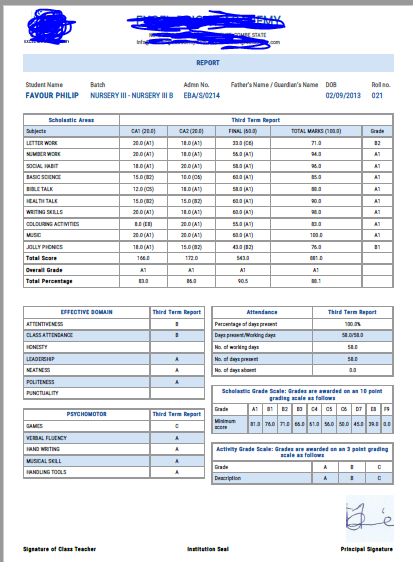 STATE
REPORT
Student Name Batch Admn No. Father's Name / Guardian's Name DOB Roll no.
FAVOUR PHILIP NURSERY III - NURSERY III B EBA/S/0214 02/09/2013 021
Scholastic Areas Third Term Report
Subjects CA1 (20.0) CA2 (20.0) FINAL (60.0) TOTAL MARKS (100.0) Grade
LETTER WORK 20.0 (A1) 18.0 (A1) 33.0 (C6) 71.0 B2
NUMBER WORK 20.0 (A1) 18.0 (A1) 56.0 (A1) 94.0 A1
SOCIAL HABIT 20.0 (A1) 18.0 (A1) 58.0 (A1) 96.0 A1
BASIC SCIENCE 15.0 (B2) 10.0 (C6) 60.0 (A1) 85.0 A1
BIBLE TALK 12.0 (C5) 18.0 (A1) 58.0 (A1) 88.0 A1
HEALTH TALK 15.0 (B2) 15.0 (B2) 60.0 (A1) 90.0 A1
WRITING SKILLS 20.0 (A1) 18.0 (A1) 60.0 (A1) 98.0 A1
COLOURING ACTIVITIES 8.0 (E8) 20.0 (A1) 55.0 (A1) 83.0 A1
MUSIC 20.0 (A1) 20.0 (A1) 60.0 (A1) 100.0 A1
JOLLY PHONICS 18.0 (A1) 15.0 (B2) 43.0 (B2) 76.0 B1
Total Score 166.0 172.0 543.0 881.0
Overall Grade A1 A1 A1 A1
Total Percentage 83.0 86.0 90.5 88.1
EFFECTIVE DOMAIN Third Term Report
ATTENTIVENESS B
CLASS ATTENDANCE B
HONESTY
LEADERSHIP A
NEATNESS A
POLITENESS A
PUNCTUALITY
PSYCHOMOTOR Third Term Report
GAMES C
VERBAL FLUENCY A
HAND WRITING A
MUSICAL SKILL A
HANDLING TOOLS A
Attendance Third Term Report
Percentage of days present 100.0%
Days present/Working days 58.0/58.0
No. of working days 58.0
No. of days present 58.0
No. of days absent 0.0
Scholastic Grade Scale: Grades are awarded on an 10 point
grading scale as follows
Grade A1 B1 B2 B3 C4 C5 C6 D7 E8 F9
Minimum score 81.0 76.0 71.0 66.0 61.0 56.0 50.0 45.0 39.0 0.0
Activity Grade Scale: Grades are awarded on an 3 point grading
scale as follows
Grade A B C
Description A B C
Signature of Class Teacher Institution Seal Principal Signature